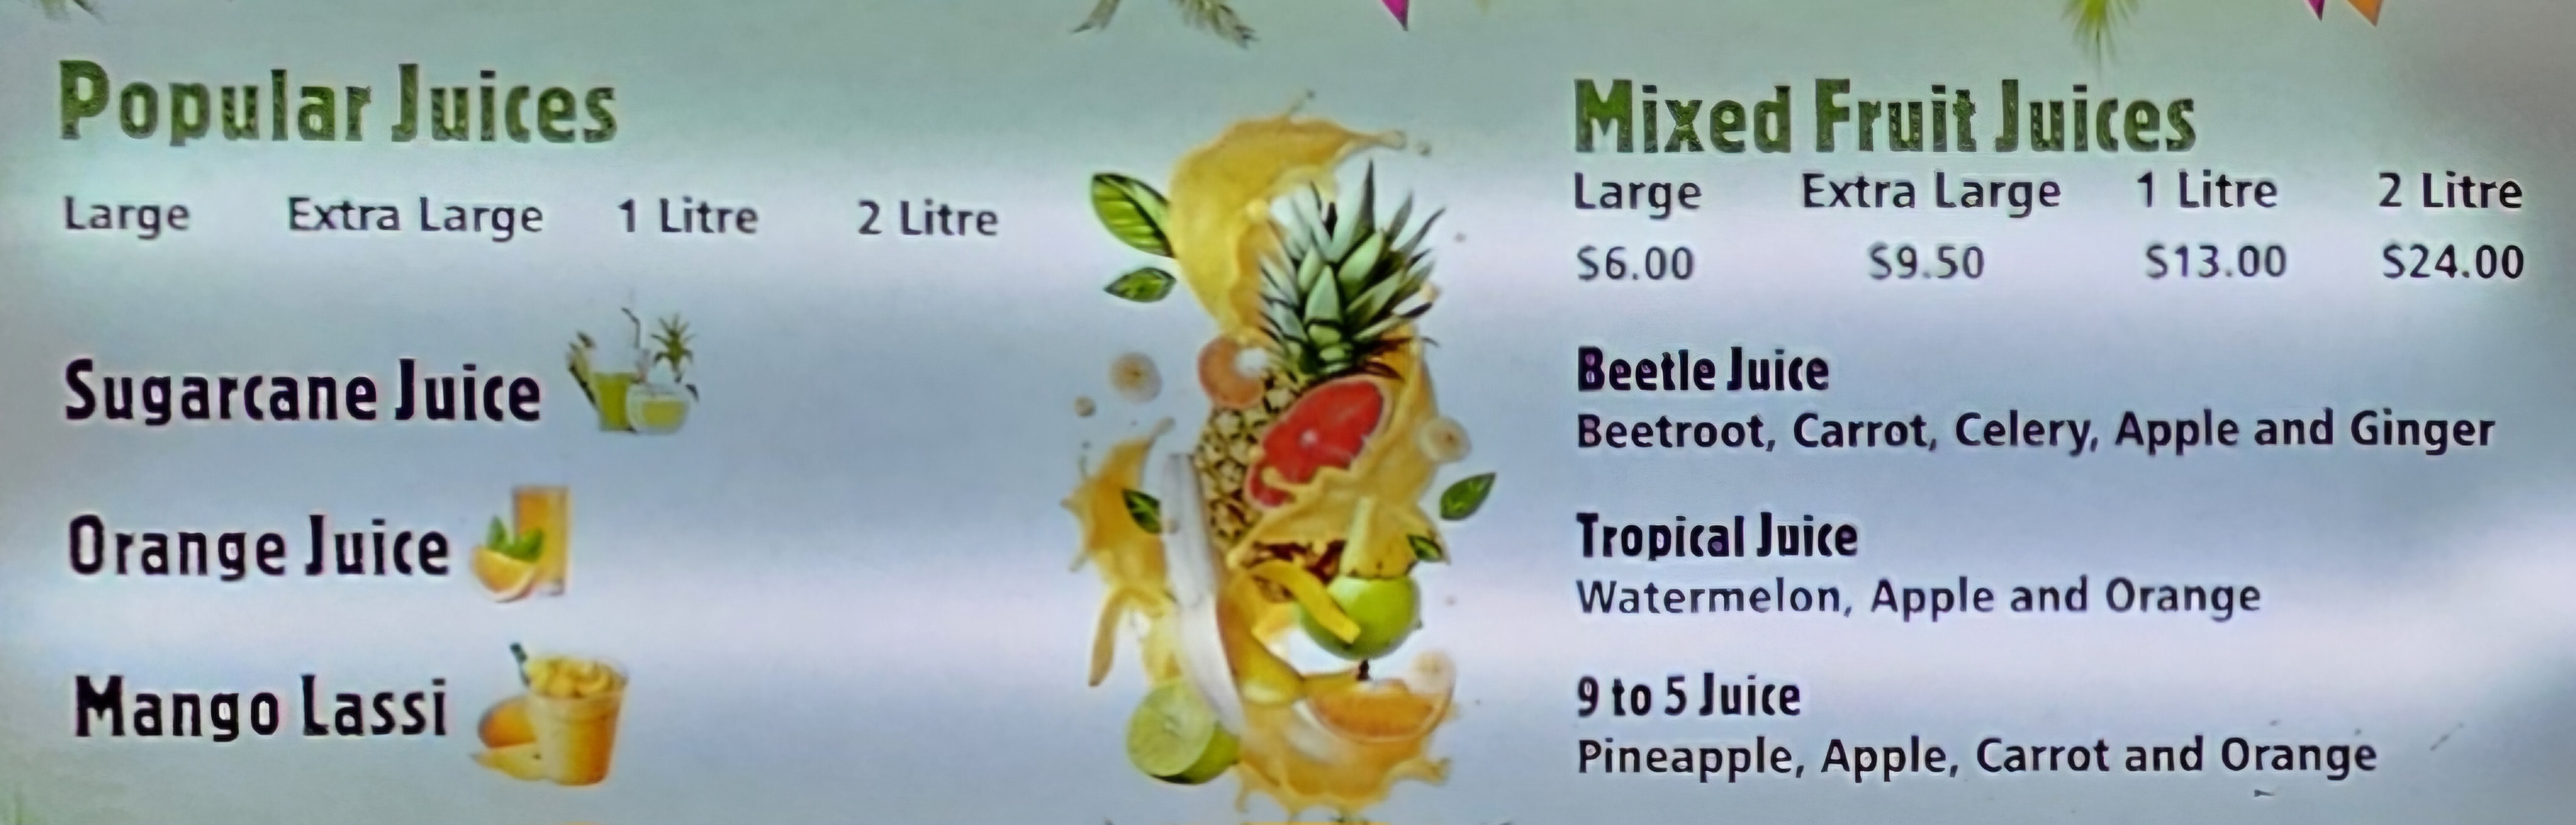 Popular Juices
Large Extra Large 1 Litre 2 Litre
Sugarcane Juice
Orange Juice
Mango Lassi
Mixed Fruit Juices
Large Extra Large 1 Litre 2 Litre
$6.00 $9.50 $13.00 $24.00
Beetle Juice
Beetroot, Carrot, Celery, Apple and Ginger
Tropical Juice
Watermelon, Apple and Orange
9 to 5 Juice
Pineapple, Apple, Carrot and Orange